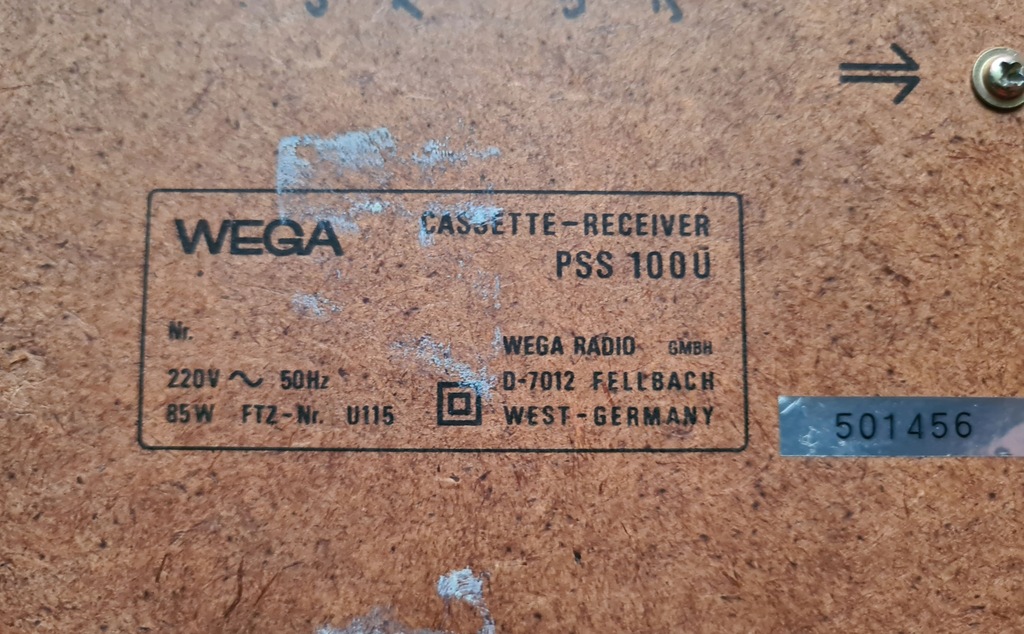 WEGA CASSETTE-RECEIVER
PSS 100U
Nr.
WEGA RADIO GMBH
220V ~ 50Hz D-7012 FELLBACH
85W FTZ-Nr. U115 WEST-GERMANY
501456